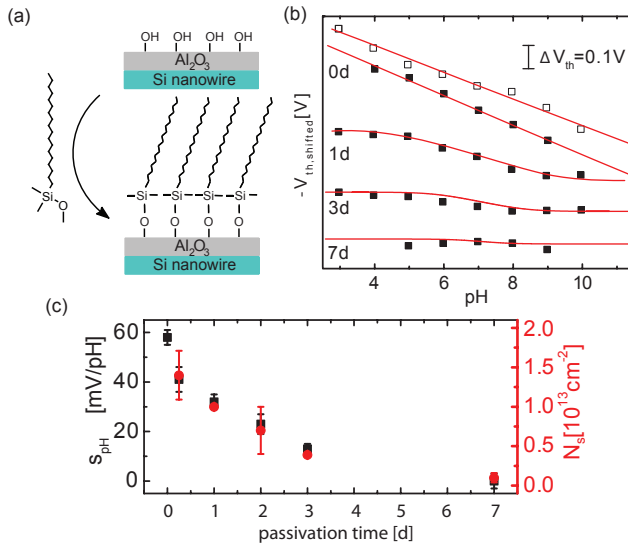 (a)
OH OH OH OH
Al2O3
Si nanowire
Si
O
Si Si Si Si
O O O O
Al2O3
Si nanowire
(b)
- Vth,shifted[V]
Δ Vth=0.1V
0d
1d
3d
7d
4 6 8 10
pH
(c)
SpH [mV/pH]
60
40
20
0
Ns[10^13cm^-2]
2.0
1.5
1.0
0.5
0.0
0 1 2 3 4 5 6 7
passivation time [d]